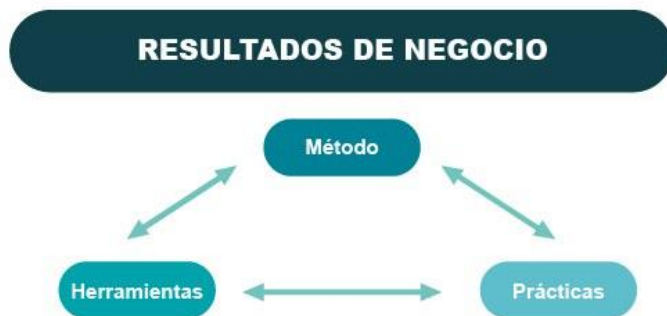 RESULTADOS DE NEGOCIO
Método
Herramientas
Prácticas